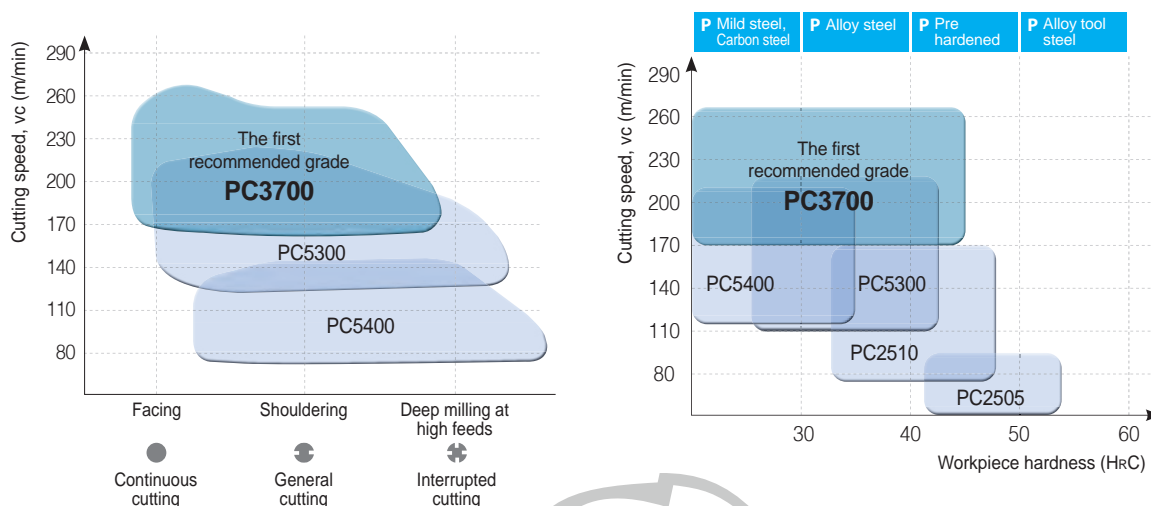 Cutting speed, vc (m/min)
290
260
230
200
170
140
110
80
The first
recommended grade
PC3700
PC5300
PC5400
Facing
Shouldering
Deep milling at
high feeds
Continuous
cutting
General
cutting
Interrupted
cutting
P Mild steel,
Carbon steel
P Alloy steel
P Pre
hardened
P Alloy tool
steel
Cutting speed, vc (m/min)
290
260
230
200
170
140
110
80
The first
recommended grade
PC3700
PC5400
PC5300
PC2510
PC2505
30
40
50
60
Workpiece hardness (HRC)